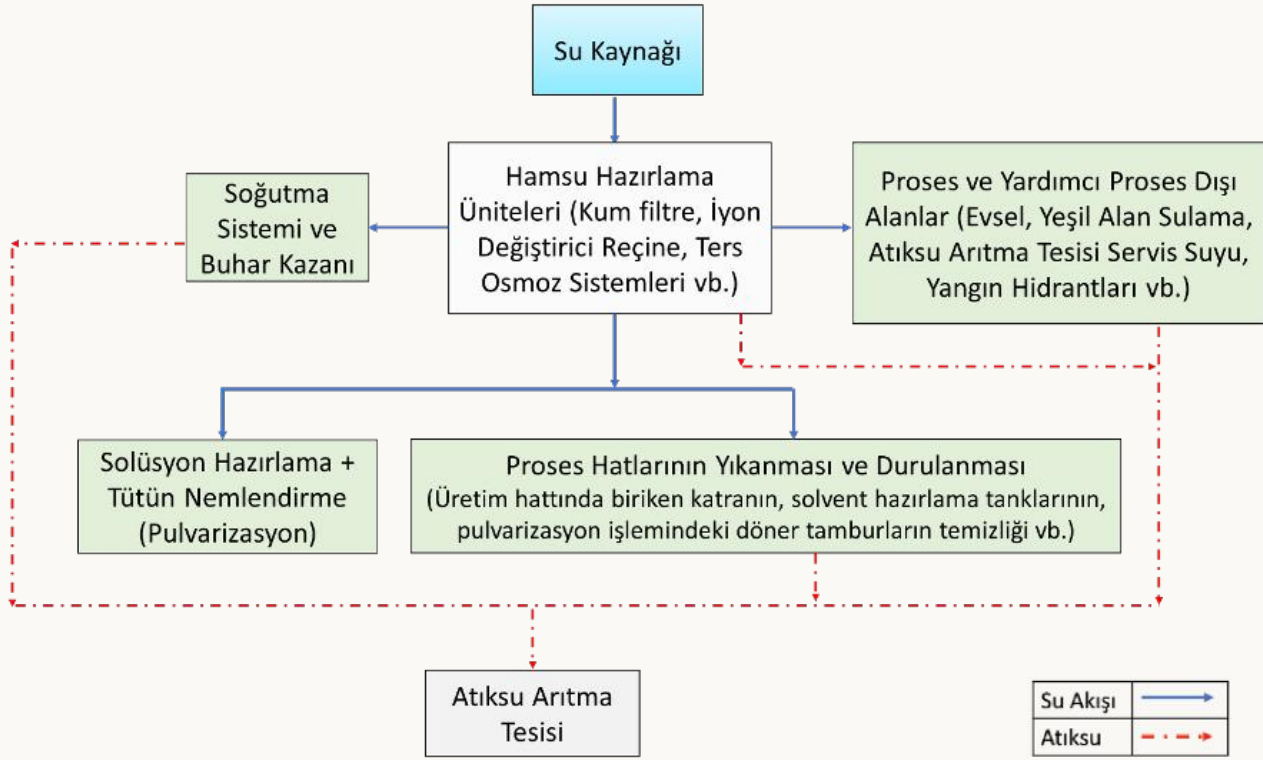 Su Kaynağı
Hamsu Hazırlama
Üniteleri (Kum filtre, İyon
Değiştirici Reçine, Ters
Osmoz Sistemleri vb.)
Soğutma
Sistemi ve
Buhar Kazanı
Proses ve Yardımcı Proses Dışı
Alanlar (Evsel, Yeşil Alan Sulama,
Atıksu Arıtma Tesisi Servis Suyu,
Yangın Hidrantları vb.)
Solüsyon Hazırlama +
Tütün Nemlendirme
(Pulvarizasyon)
Proses Hatlarının Yıkanması ve Durulanması
(Üretim hattında biriken katranın, solvent hazırlama tanklarının,
pulvarizasyon işlemindeki döner tamburların temizliği vb.)
Atıksu Arıtma
Tesisi
Su Akışı
Atıksu